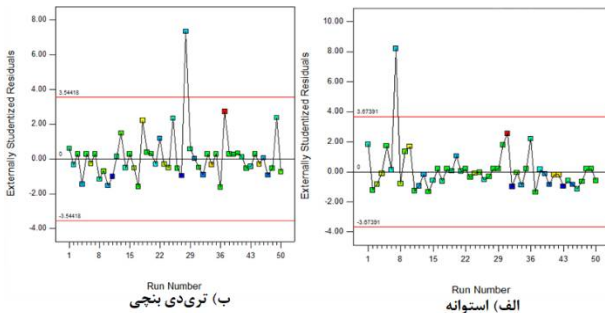 8.00
6.00
4.00
2.00
0.00
-2.00
-4.00
3.54418
0
-3.54418
Externally Studentized Residuals
1 8 15 22 29 36 43 50
Run Number
ب) تری‌دی بنچی
10.00
8.00
6.00
4.00
2.00
0.00
-2.00
-4.00
3.67391
0
-3.67391
Externally Studentized Residuals
1 8 15 22 29 36 43 50
Run Number
الف) استوانه